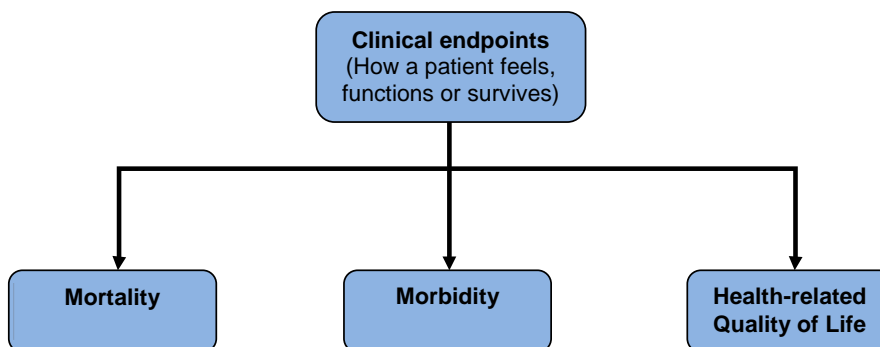 Clinical endpoints
(How a patient feels,
functions or survives)
Mortality
Morbidity
Health-related
Quality of Life